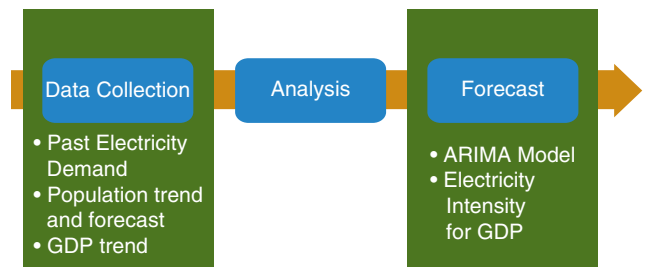 Data Collection
• Past Electricity
Demand
• Population trend
and forecast
• GDP trend
Analysis
Forecast
• ARIMA Model
• Electricity
Intensity
for GDP